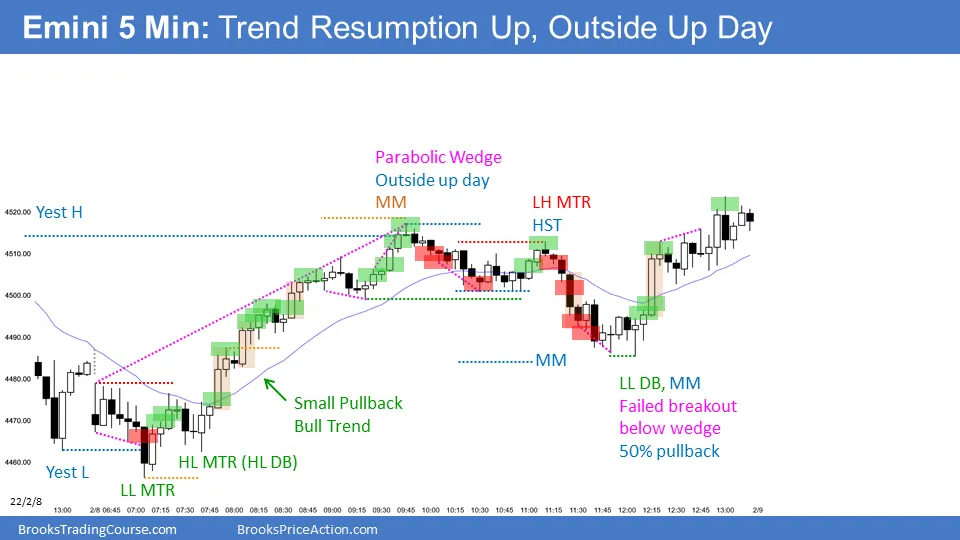 Emini 5 Min: Trend Resumption Up, Outside Up Day
Parabolic Wedge
Outside up day
MM
LH MTR
HST
Yest H
4520.00
4510.00
4500.00
4490.00
4480.00
4470.00
4460.00
MM
Small Pullback
Bull Trend
LL DB, MM
Failed breakout
below wedge
50% pullback
HL MTR (HL DB)
Yest L
LL MTR
22/2/8
13:00 2/8 06:45 07:00 07:15 07:30 07:45 08:00 08:15 08:30 08:45 09:00 09:15 09:30 09:45 10:00 10:15 10:30 10:45 11:00 11:15 11:30 11:45 12:00 12:15 12:30 12:45 13:00 2/9
BrooksTradingCourse.com BrooksPriceAction.com